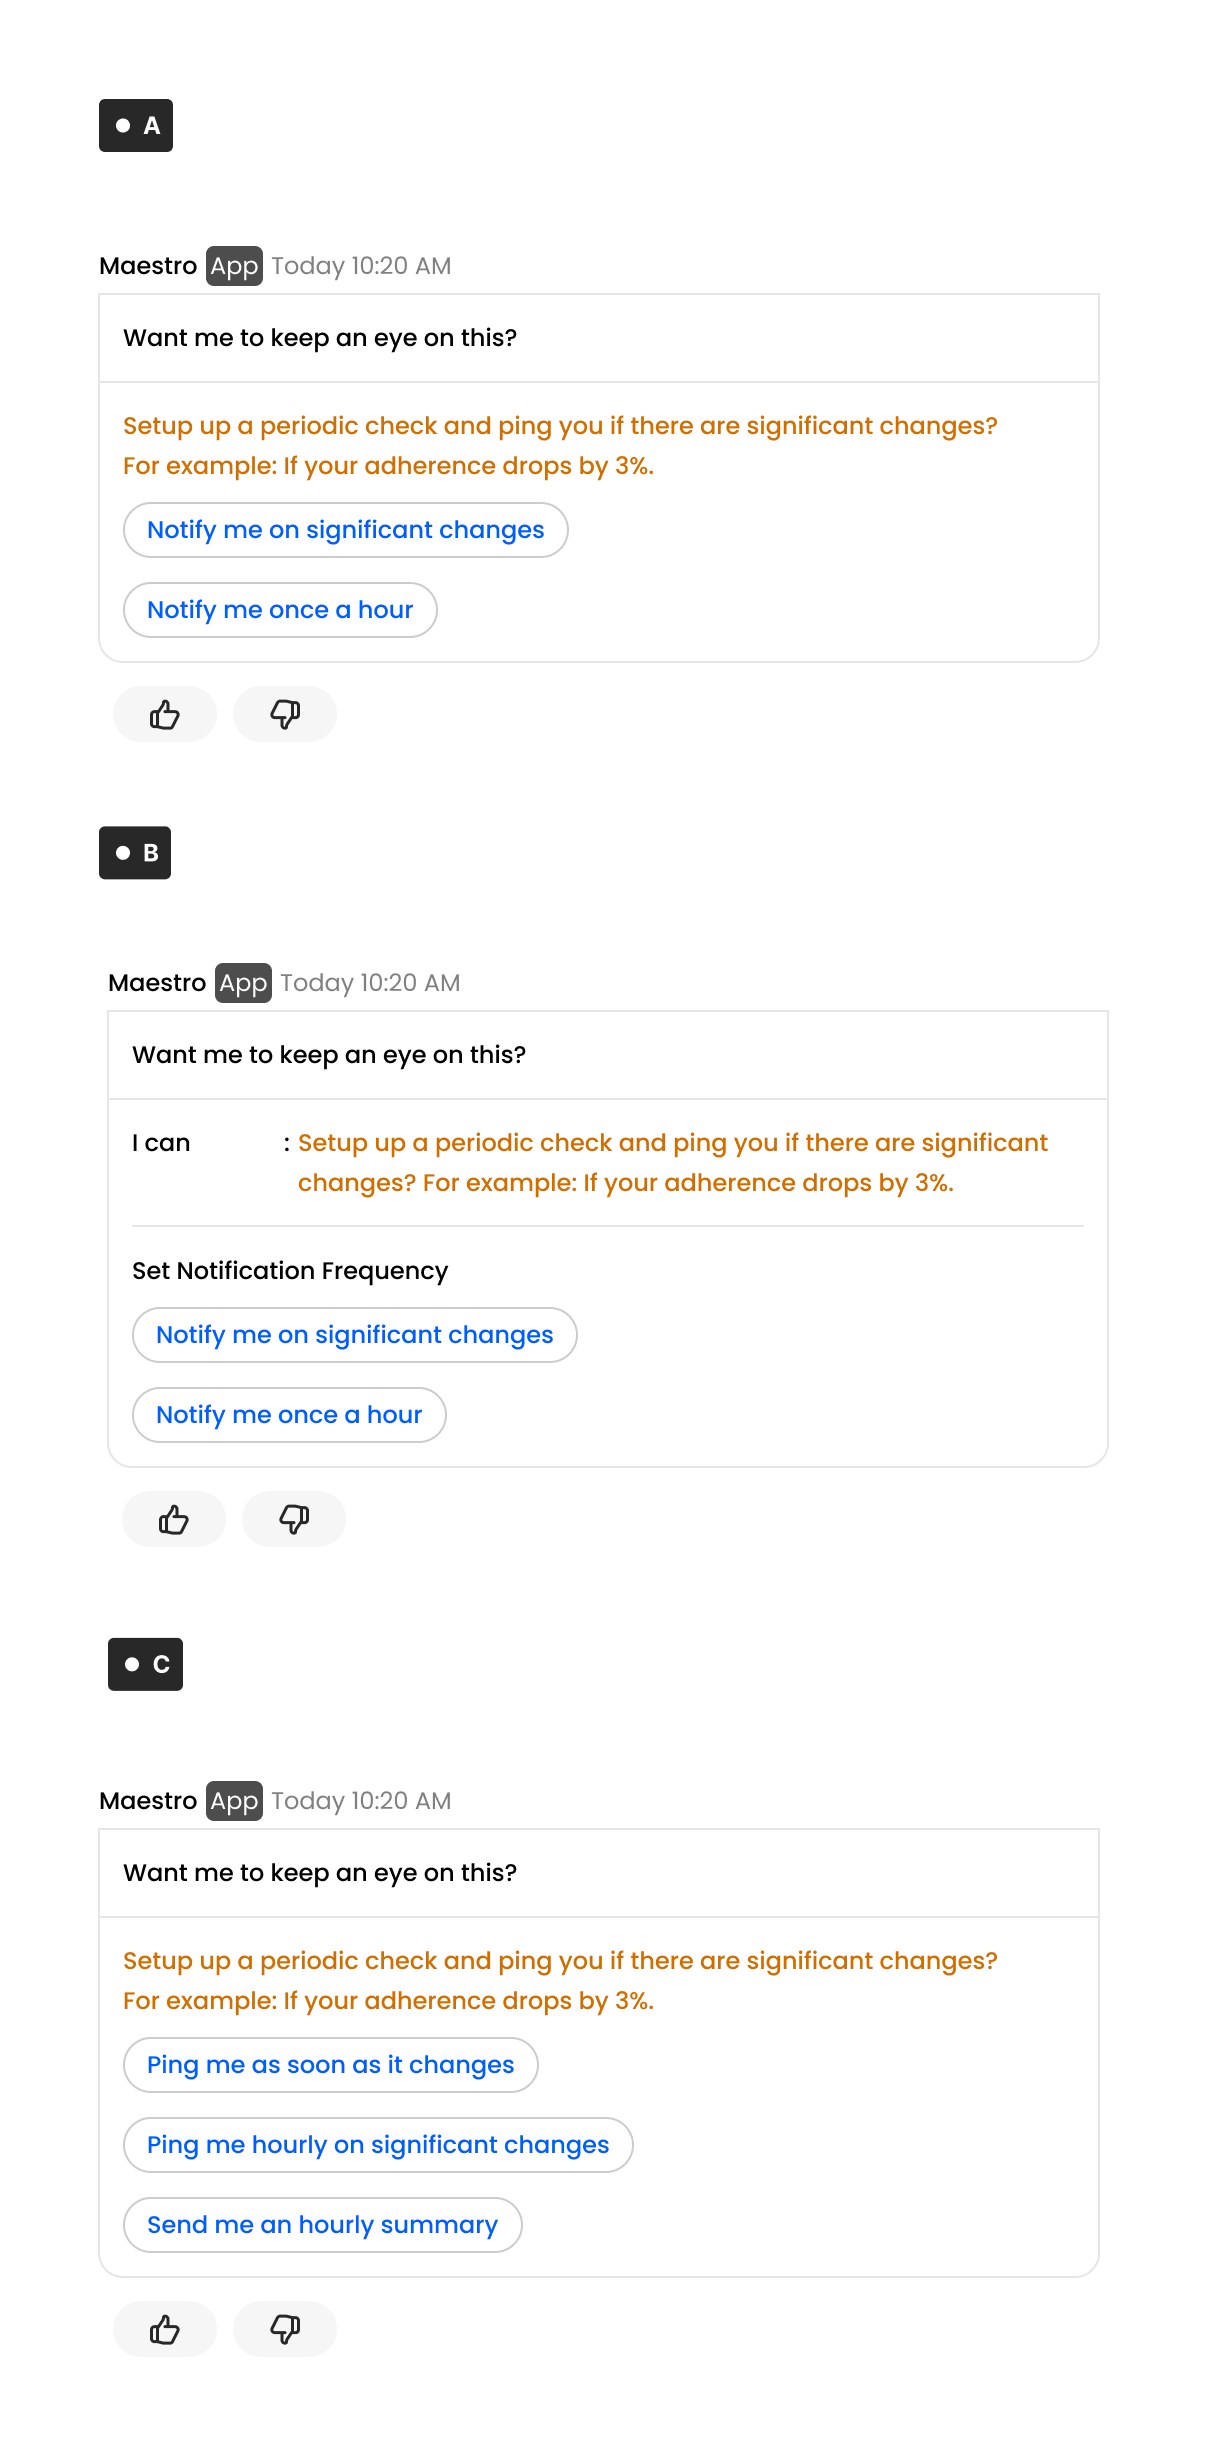 A
Maestro App Today 10:20 AM
Want me to keep an eye on this?
Setup up a periodic check and ping you if there are significant changes?
For example: If your adherence drops by 3%.
Notify me on significant changes
Notify me once a hour
B
Maestro App Today 10:20 AM
Want me to keep an eye on this?
I can : Setup up a periodic check and ping you if there are significant
changes? For example: If your adherence drops by 3%.
Set Notification Frequency
Notify me on significant changes
Notify me once a hour
C
Maestro App Today 10:20 AM
Want me to keep an eye on this?
Setup up a periodic check and ping you if there are significant changes?
For example: If your adherence drops by 3%.
Ping me as soon as it changes
Ping me hourly on significant changes
Send me an hourly summary